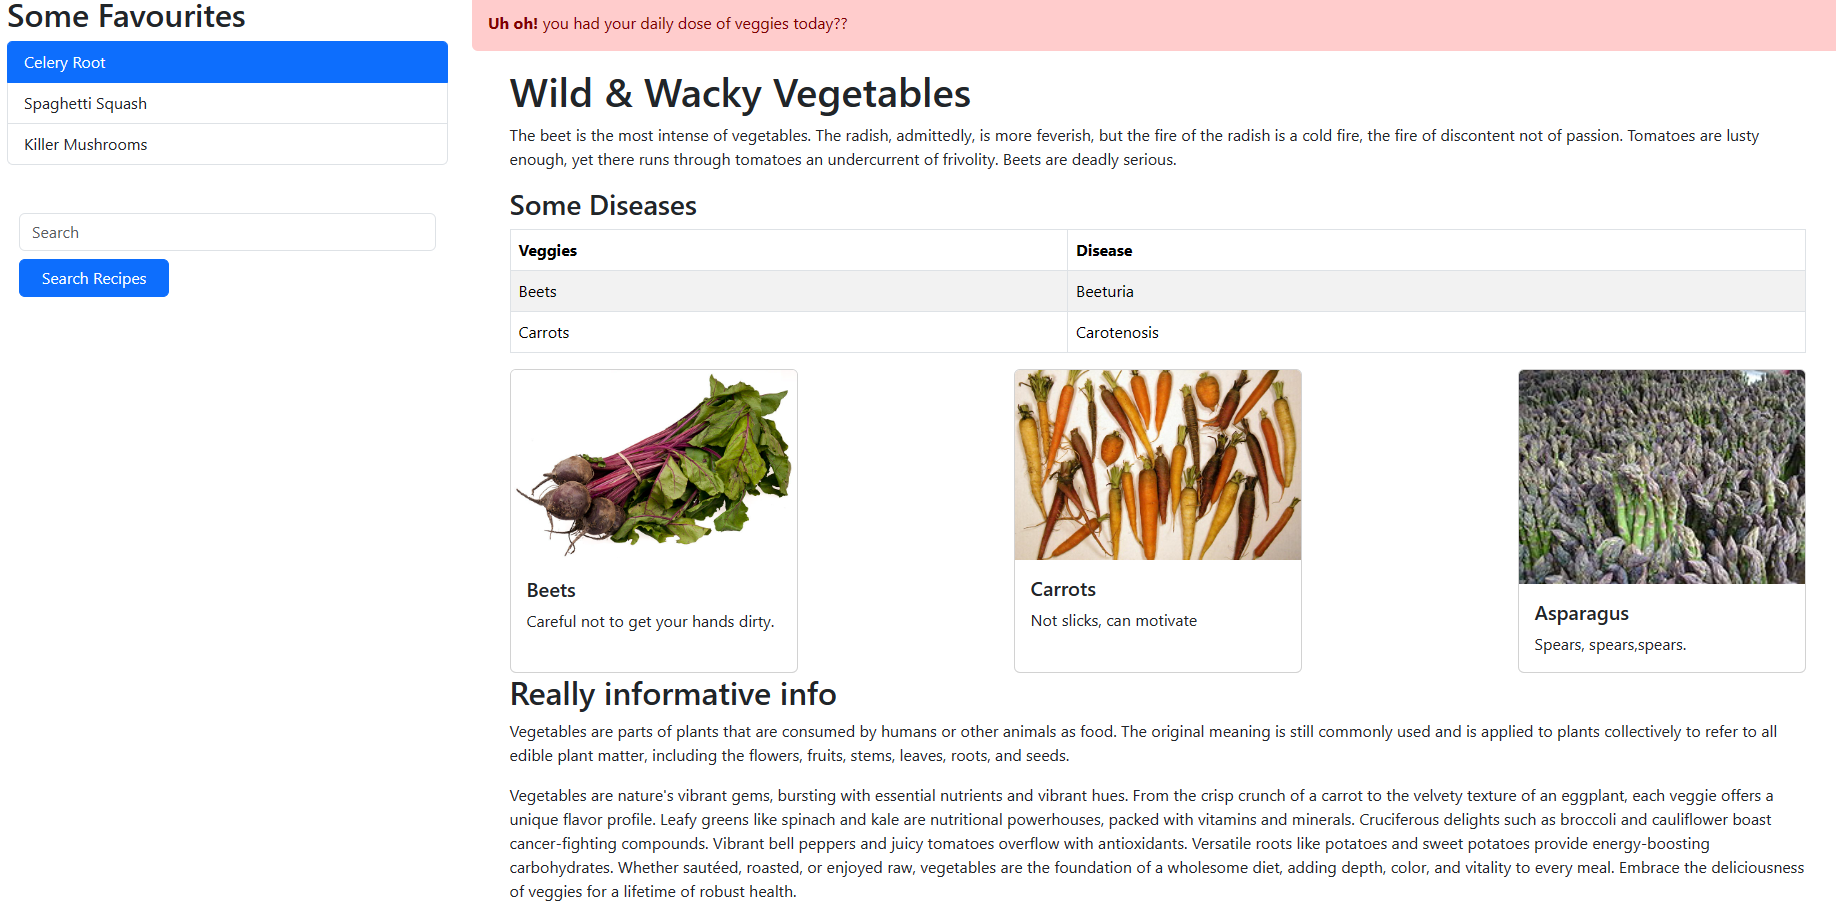 Some Favourites
Celery Root
Spaghetti Squash
Killer Mushrooms
Search
Search Recipes
Uh oh! you had your daily dose of veggies today??
Wild & Wacky Vegetables
The beet is the most intense of vegetables. The radish, admittedly, is more feverish, but the fire of the radish is a cold fire, the fire of discontent not of passion. Tomatoes are lusty
enough, yet there runs through tomatoes an undercurrent of frivolity. Beets are deadly serious.
Some Diseases
Veggies Disease
Beets Beeturia
Carrots Carotenosis
Beets
Careful not to get your hands dirty.
Carrots
Not slicks, can motivate
Asparagus
Spears, spears,spears.
Really informative info
Vegetables are parts of plants that are consumed by humans or other animals as food. The original meaning is still commonly used and is applied to plants collectively to refer to all
edible plant matter, including the flowers, fruits, stems, leaves, roots, and seeds.
Vegetables are nature's vibrant gems, bursting with essential nutrients and vibrant hues. From the crisp crunch of a carrot to the velvety texture of an eggplant, each veggie offers a
unique flavor profile. Leafy greens like spinach and kale are nutritional powerhouses, packed with vitamins and minerals. Cruciferous delights such as broccoli and cauliflower boast
cancer-fighting compounds. Vibrant bell peppers and juicy tomatoes overflow with antioxidants. Versatile roots like potatoes and sweet potatoes provide energy-boosting
carbohydrates. Whether sautéed, roasted, or enjoyed raw, vegetables are the foundation of a wholesome diet, adding depth, color, and vitality to every meal. Embrace the deliciousness
of veggies for a lifetime of robust health.